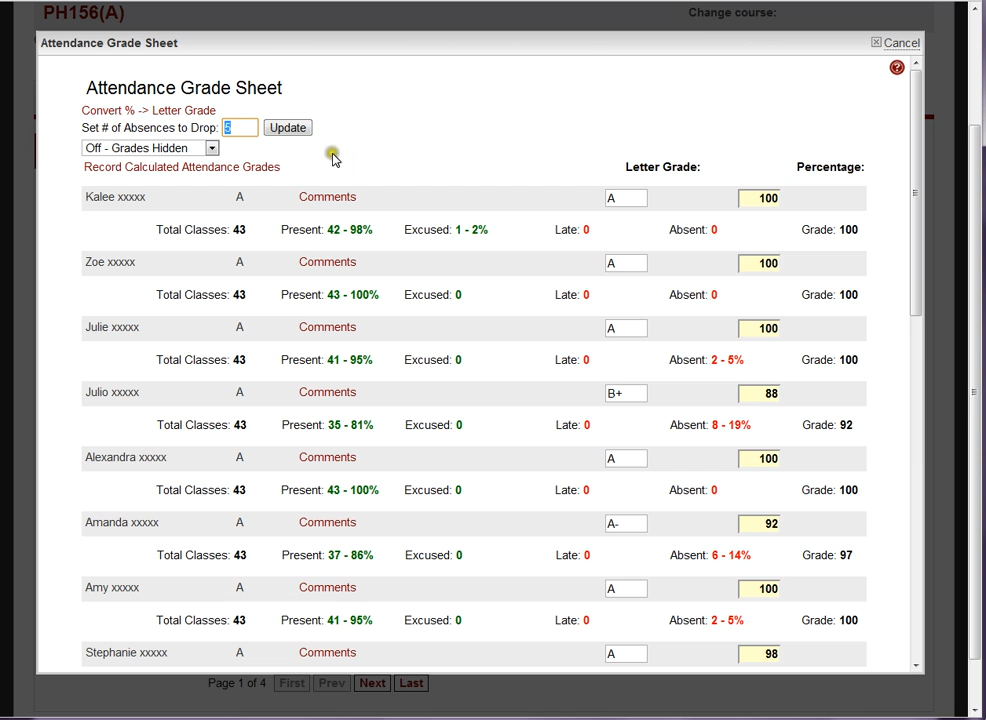 PH156(A)
Change course:
Attendance Grade Sheet
Cancel
Attendance Grade Sheet
Convert % -> Letter Grade
Set # of Absences to Drop: 5 Update
Off - Grades Hidden
Record Calculated Attendance Grades Letter Grade: Percentage:
Kalee xxxxx A Comments A 100
Total Classes: 43 Present: 42 - 98% Excused: 1 - 2% Late: 0 Absent: 0 Grade: 100
Zoe xxxxx A Comments A 100
Total Classes: 43 Present: 43 - 100% Excused: 0 Late: 0 Absent: 0 Grade: 100
Julie xxxxx A Comments A 100
Total Classes: 43 Present: 41 - 95% Excused: 0 Late: 0 Absent: 2 - 5% Grade: 100
Julio xxxxx A Comments B+ 88
Total Classes: 43 Present: 35 - 81% Excused: 0 Late: 0 Absent: 8 - 19% Grade: 92
Alexandra xxxxx A Comments A 100
Total Classes: 43 Present: 43 - 100% Excused: 0 Late: 0 Absent: 0 Grade: 100
Amanda xxxxx A Comments A- 92
Total Classes: 43 Present: 37 - 86% Excused: 0 Late: 0 Absent: 6 - 14% Grade: 97
Amy xxxxx A Comments A 100
Total Classes: 43 Present: 41 - 95% Excused: 0 Late: 0 Absent: 2 - 5% Grade: 100
Stephanie xxxxx A Comments A 98
Page 1 of 4 First Prev Next Last